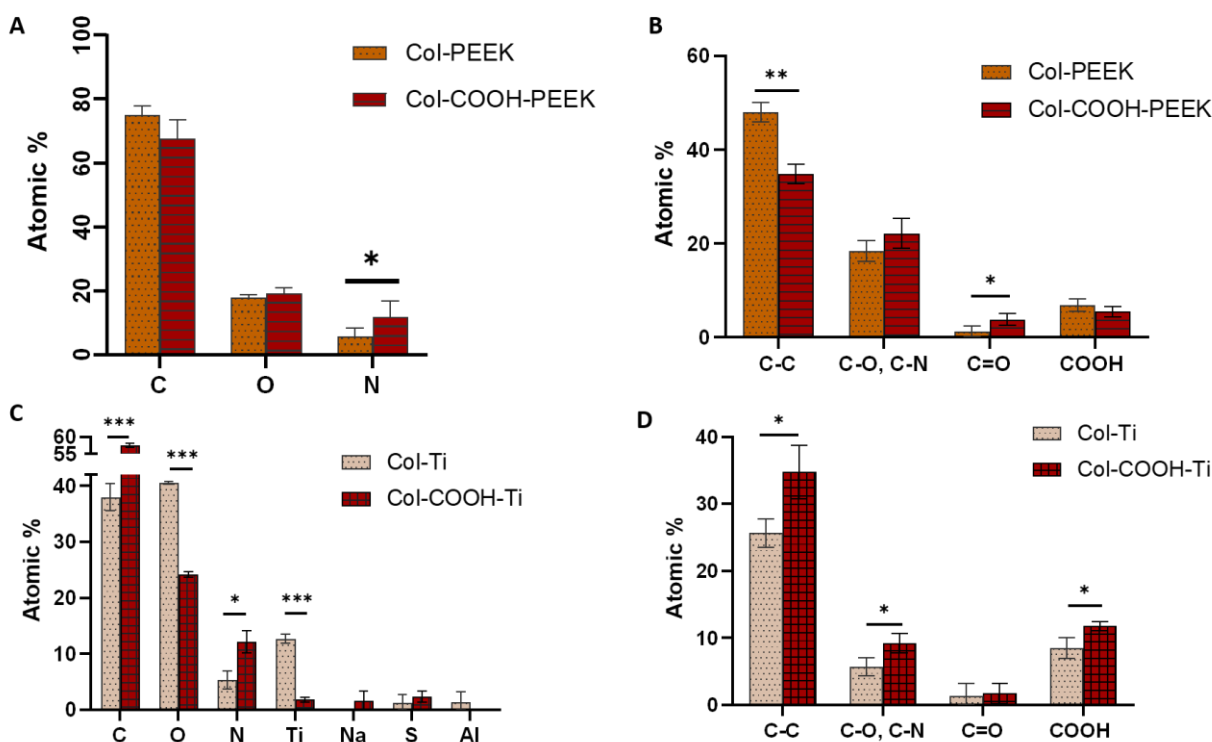 A
Atomic %
100
80
60
40
20
0
Col-PEEK
Col-COOH-PEEK
*
C O N
B
Atomic %
60
40
20
0
Col-PEEK
Col-COOH-PEEK
**
*
C-C C-O, C-N C=O COOH
C
Atomic %
60
55
40
30
20
10
0
*** *** * ***
Col-Ti
Col-COOH-Ti
C O N Ti Na S Al
D
Atomic %
40
30
20
10
0
Col-Ti
Col-COOH-Ti
* * *
C-C C-O, C-N C=O COOH